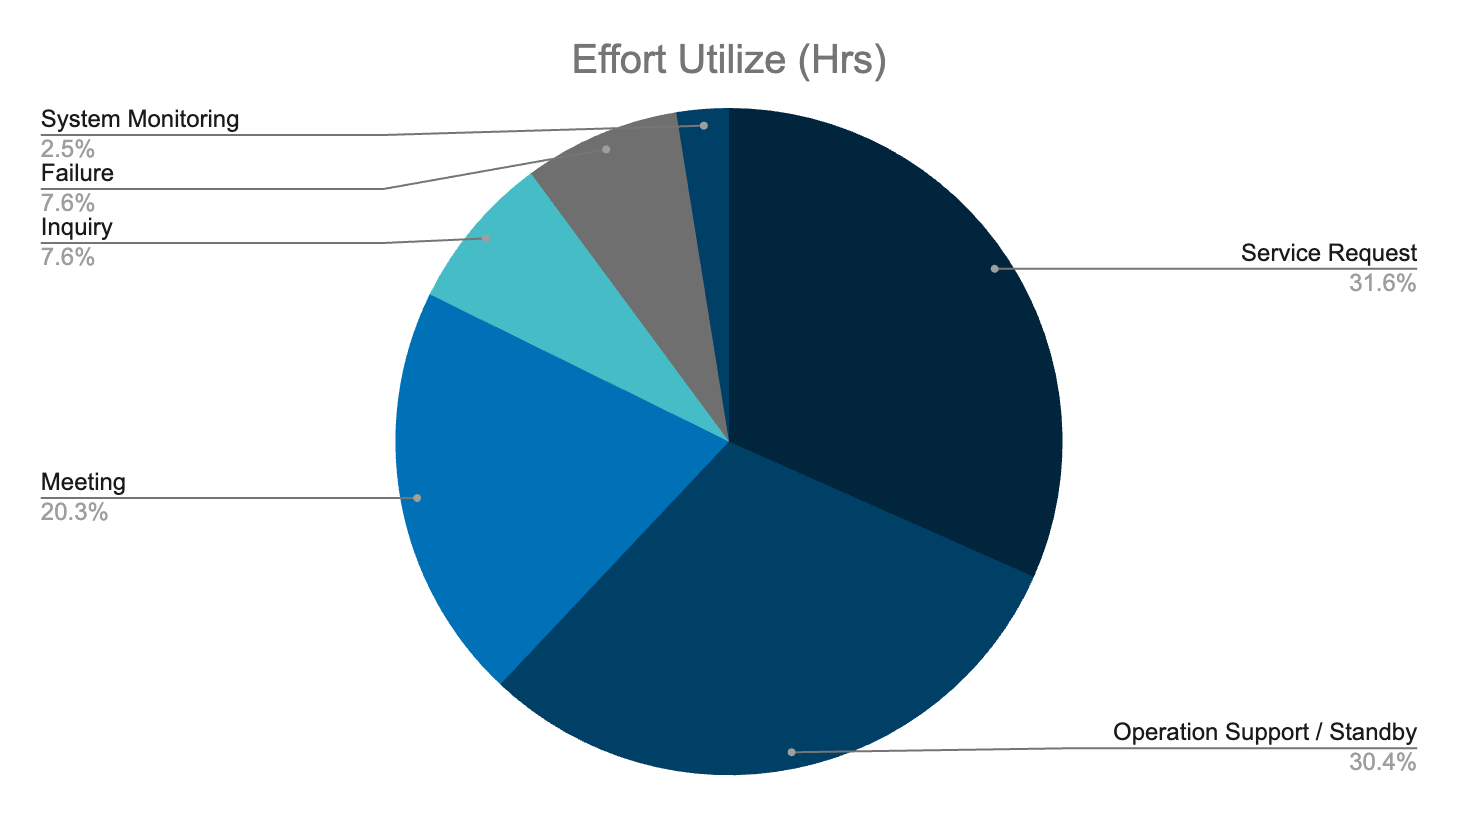 Effort Utilize (Hrs)
System Monitoring
2.5%
Failure
7.6%
Inquiry
7.6%
Service Request
31.6%
Meeting
20.3%
Operation Support / Standby
30.4%